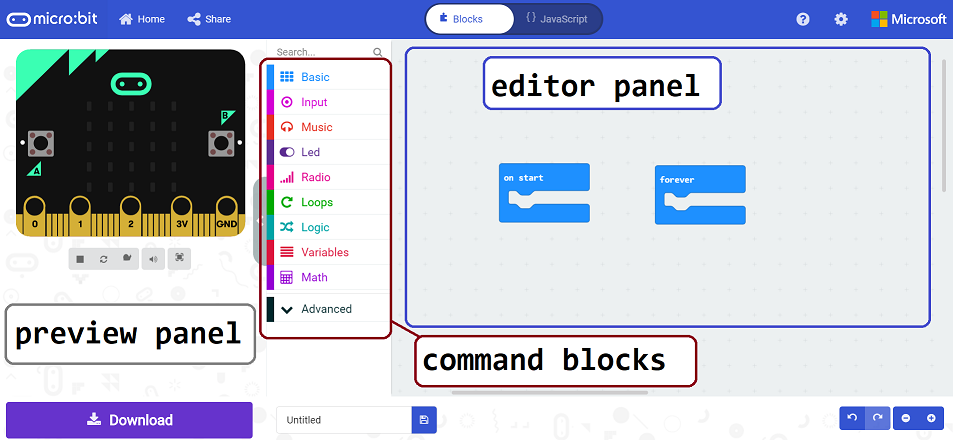 micro:bit
Home
Share
Blocks
{} JavaScript
?
Microsoft
Search...
Basic
Input
Music
Led
Radio
Loops
Logic
Variables
Math
Advanced
B
A
0 1 2 3V GND
editor panel
on start
forever
preview panel
command blocks
Download
Untitled